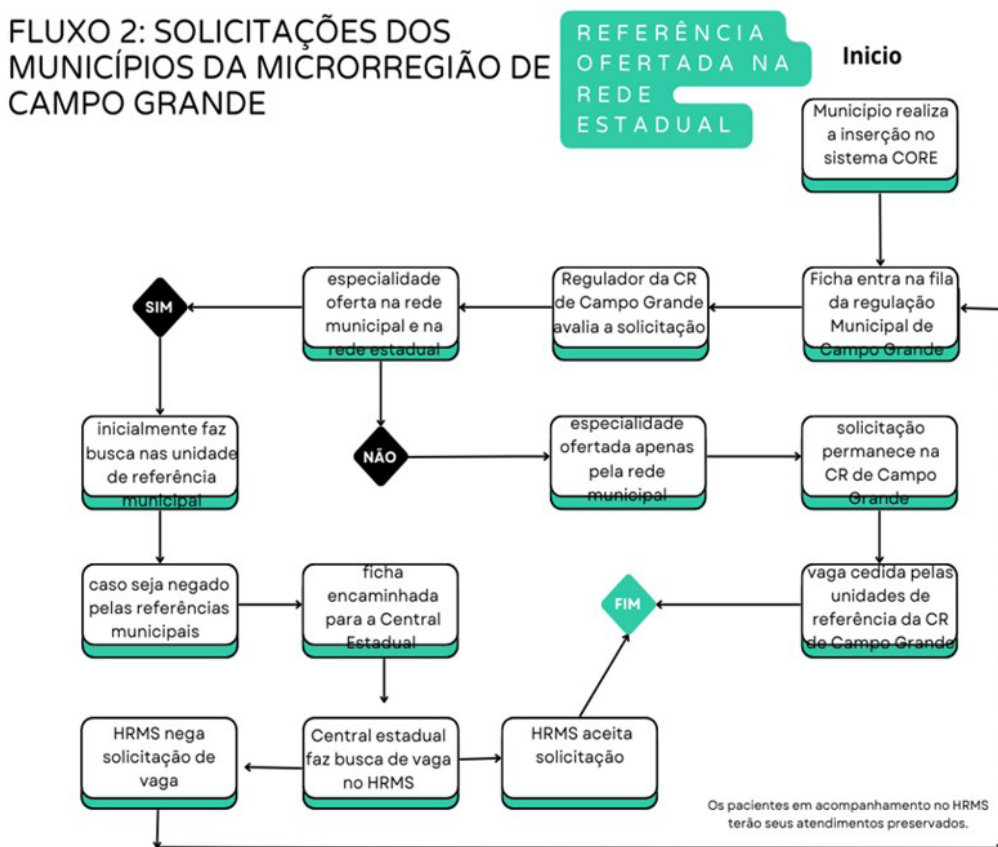 FLUXO 2: SOLICITAÇÕES DOS
MUNICÍPIOS DA MICRORREGIÃO DE
CAMPO GRANDE
REFERÊNCIA
OFERTADA NA
REDE
ESTADUAL
Inicio
Município realiza
a inserção no
sistema CORE
SIM
especialidade
oferta na rede
municipal e na
rede estadual
Regulador da CR
de Campo Grande
avalia a solicitação
Ficha entra na fila
da regulação
Municipal de
Campo Grande
inicialmente faz
busca nas unidade
de referência
municipal
NÃO
especialidade
ofertada apenas
pela rede
municipal
solicitação
permanece na
CR de Campo
Grande
caso seja negado
pelas referências
municipais
ficha
encaminhada
para a Central
Estadual
FIM
vaga cedida pelas
unidades de
referência da CR
de Campo Grande
HRMS nega
solicitação de
vaga
Central estadual
faz busca de vaga
no HRMS
HRMS aceita
solicitação
Os pacientes em acompanhamento no HRMS
terão seus atendimentos preservados.